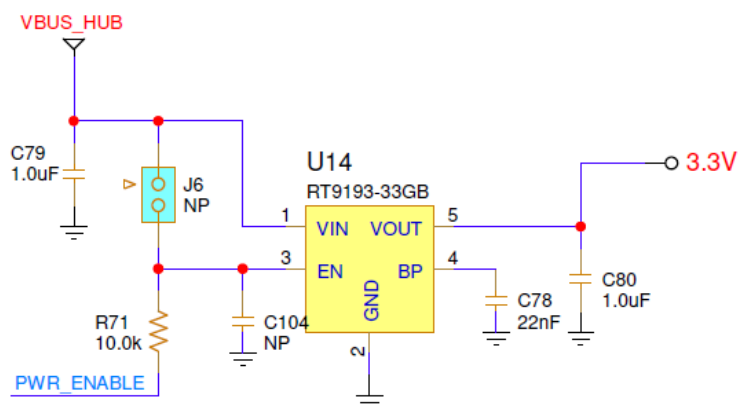 VBUS_HUB
C79
1.0uF
J6
NP
U14
RT9193-33GB
3.3V
1
VIN
VOUT
5
3
EN
BP
4
GND
2
C80
1.0uF
C78
22nF
R71
10.0k
C104
NP
PWR_ENABLE